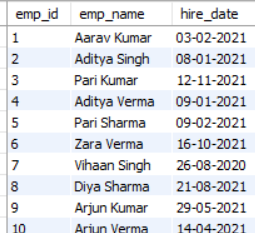 emp_id emp_name hire_date
1 Aarav Kumar 03-02-2021
2 Aditya Singh 08-01-2021
3 Pari Kumar 12-11-2021
4 Aditya Verma 09-01-2021
5 Pari Sharma 09-02-2021
6 Zara Verma 16-10-2021
7 Vihaan Singh 26-08-2020
8 Diya Sharma 21-08-2021
9 Arjun Kumar 29-05-2021
10 Arjun Verma 14-04-2021